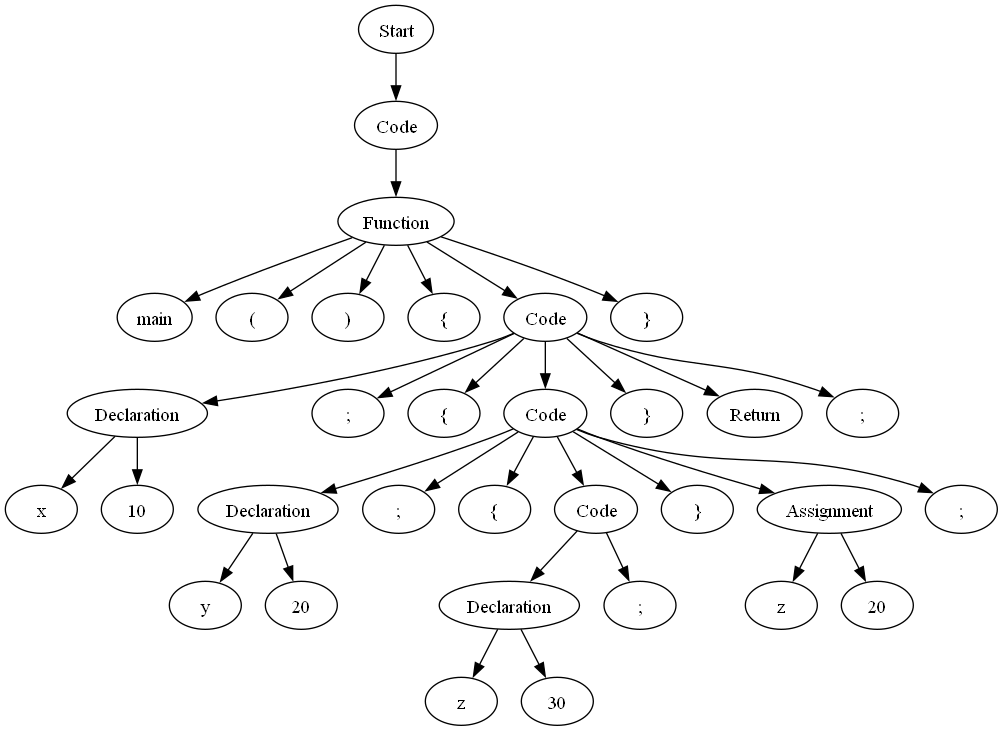 Start
Code
Function
main ( ) { Code }
Declaration ; { Code } Return ;
x 10 Declaration ; { Code } Assignment ;
y 20 Declaration ; z 20
z 30